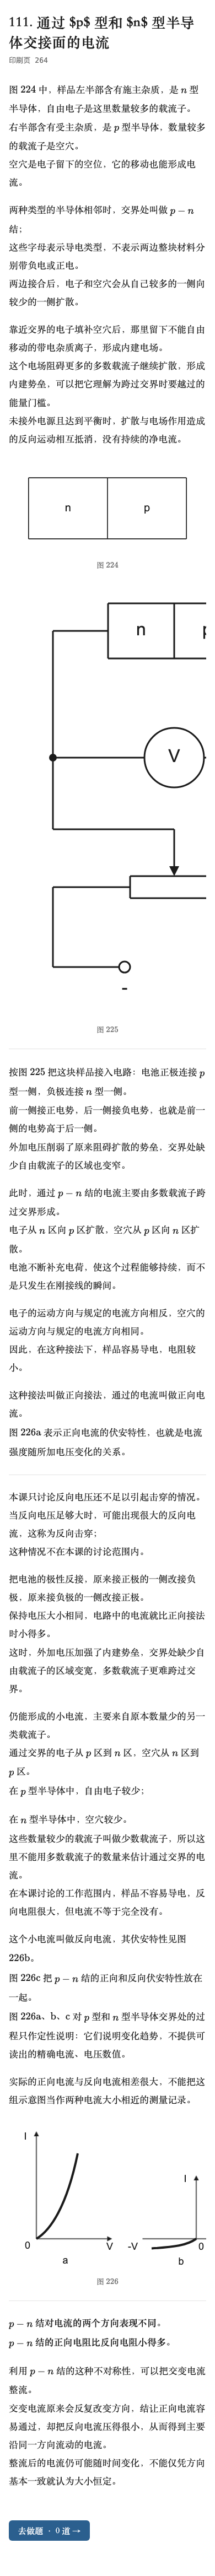 111. 通过 $p$ 型和 $n$ 型半导
体交接面的电流
印刷页 264
图 224 中，样品左半部含有施主杂质，是 n 型
半导体，自由电子是这里数量较多的载流子。
右半部含有受主杂质，是 p 型半导体，数量较多
的载流子是空穴。
空穴是电子留下的空位，它的移动也能形成电
流。
两种类型的半导体相邻时，交界处叫做 p − n
结；
这些字母表示导电类型，不表示两边整块材料分
别带负电或正电。
两边接合后，电子和空穴会从自己较多的一侧向
较少的一侧扩散。
靠近交界的电子填补空穴后，那里留下不能自由
移动的带电杂质离子，形成内建电场。
这个电场阻碍更多的多数载流子继续扩散，形成
内建势垒，可以把它理解为跨过交界时要越过的
能量门槛。
未接外电源且达到平衡时，扩散与电场作用造成
的反向运动相互抵消，没有持续的净电流。
n
p
图 224
n
p
V
-
图 225
按图 225 把这块样品接入电路：电池正极连接 p
型一侧，负极连接 n 型一侧。
前一侧接正电势，后一侧接负电势，也就是前一
侧的电势高于后一侧。
外加电压削弱了原来阻碍扩散的势垒，交界处缺
少自由载流子的区域也变窄。
此时，通过 p − n 结的电流主要由多数载流子跨
过交界形成。
电子从 n 区向 p 区扩散，空穴从 p 区向 n 区扩
散。
电池不断补充电荷，使这个过程能够持续，而不
是只发生在刚接线的瞬间。
电子的运动方向与规定的电流方向相反，空穴的
运动方向与规定的电流方向相同。
因此，在这种接法下，样品容易导电，电阻较
小。
这种接法叫做正向接法，通过的电流叫做正向电
流。
图 226a 表示正向电流的伏安特性，也就是电流
强度随所加电压变化的关系。
本课只讨论反向电压还不足以引起击穿的情况。
当反向电压足够大时，可能出现很大的反向电
流，这称为反向击穿；
这种情况不在本课的讨论范围内。
把电池的极性反接，原来接正极的一侧改接负
极，原来接负极的一侧改接正极。
保持电压大小相同，电路中的电流就比正向接法
时小得多。
这时，外加电压加强了内建势垒，交界处缺少自
由载流子的区域变宽，多数载流子更难跨过交
界。
仍能形成的小电流，主要来自原本数量少的另一
类载流子。
通过交界的电子从 p 区到 n 区，空穴从 n 区到
p 区。
在 p 型半导体中，自由电子较少；
在 n 型半导体中，空穴较少。
这些数量较少的载流子叫做少数载流子，所以这
里不能用多数载流子的数量来估计通过交界的电
流。
在本课讨论的工作范围内，样品不容易导电，反
向电阻很大，但电流不等于完全没有。
这个小电流叫做反向电流，其伏安特性见图
226b。
图 226c 把 p − n 结的正向和反向伏安特性放在
一起。
图 226a、b、c 对 p 型和 n 型半导体交界处的过
程只作定性说明：它们说明变化趋势，不提供可
读出的精确电流、电压数值。
实际的正向电流与反向电流相差很大，不能把这
组示意图当作两种电流大小相近的测量记录。
I
0
V
a
I
-V
0
b
图 226
p − n 结对电流的两个方向表现不同。
p − n 结的正向电阻比反向电阻小得多。
利用 p − n 结的这种不对称性，可以把交变电流
整流。
交变电流原来会反复改变方向，结让正向电流容
易通过，却把反向电流压得很小，从而得到主要
沿同一方向流动的电流。
整流后的电流仍可能随时间变化，不能仅凭方向
基本一致就认为大小恒定。
去做题 · 0 道 →